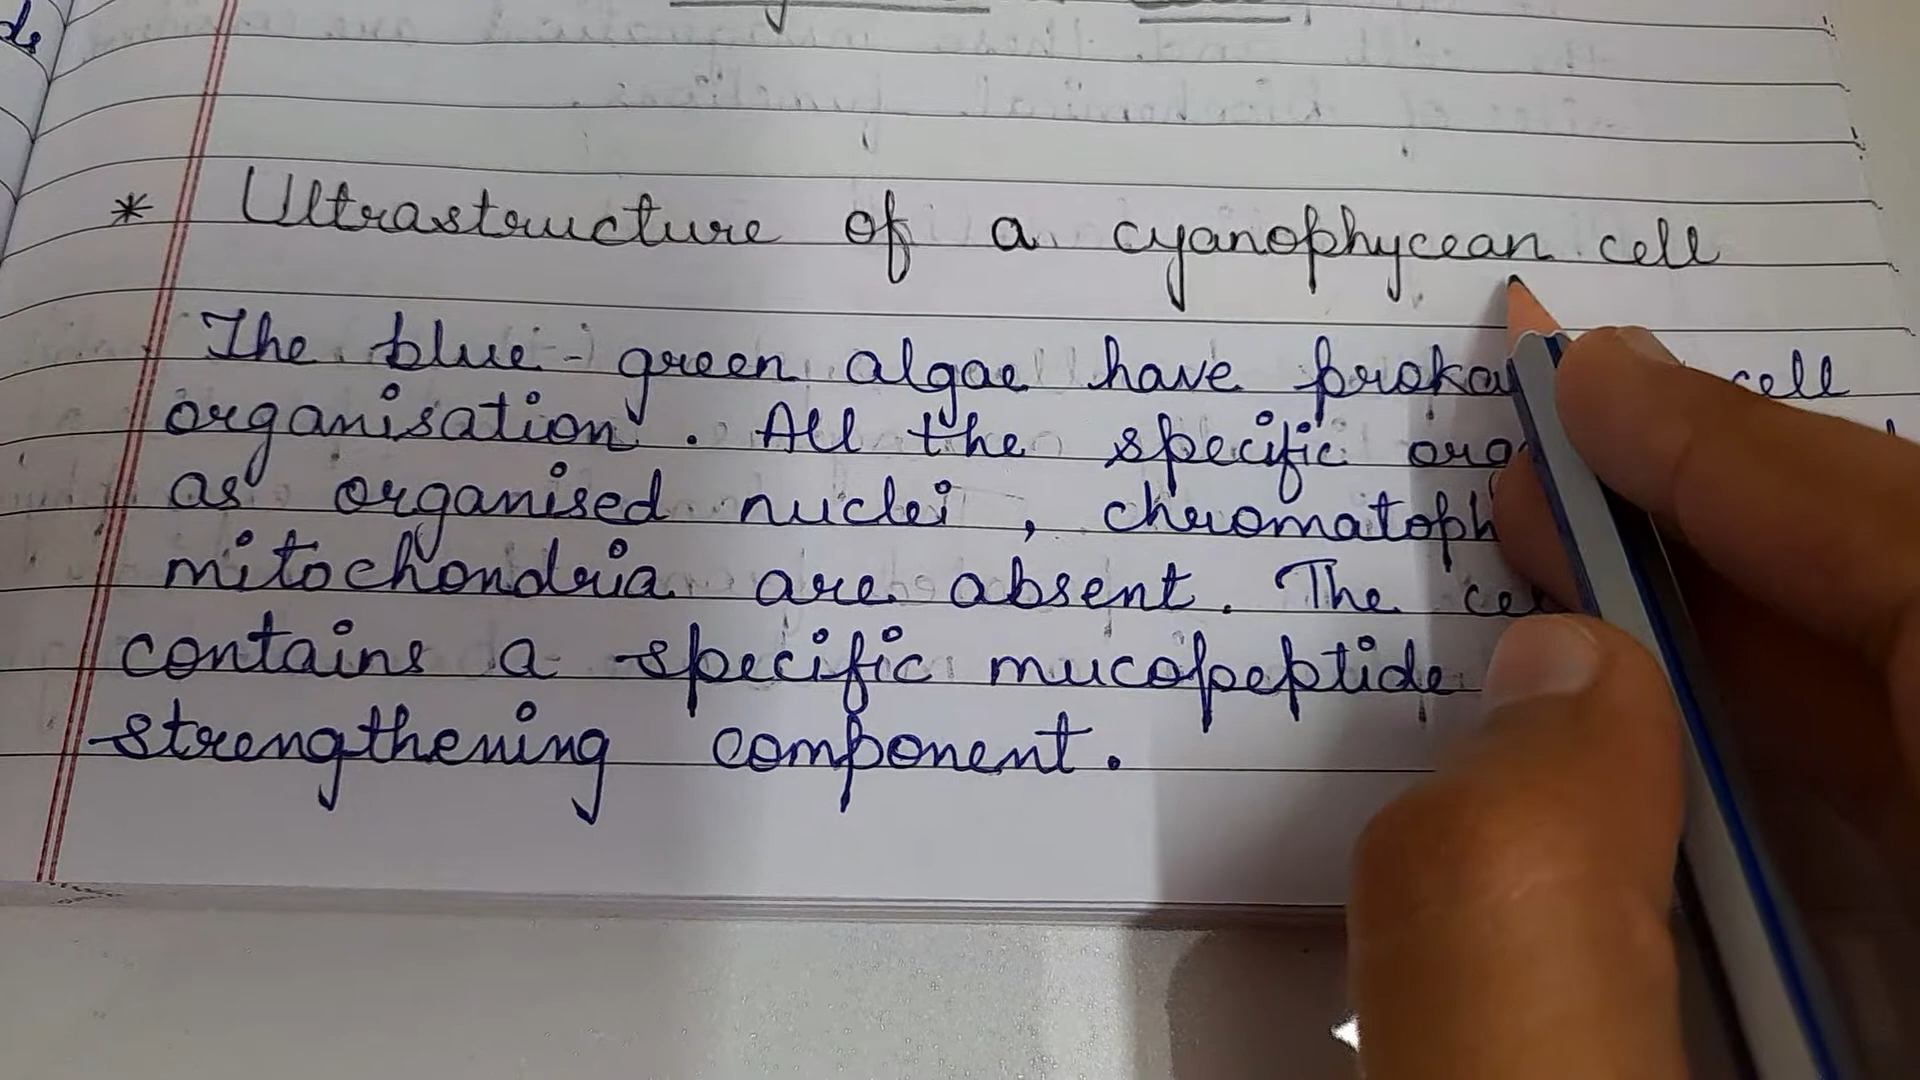 * Ultrastructure of a cyanophycean cell
The blue-green algae have cell
organisation. All the specific
as organised nuclei,
mitochondria are absent. The
contains a specific mucopeptide
strengthening component.